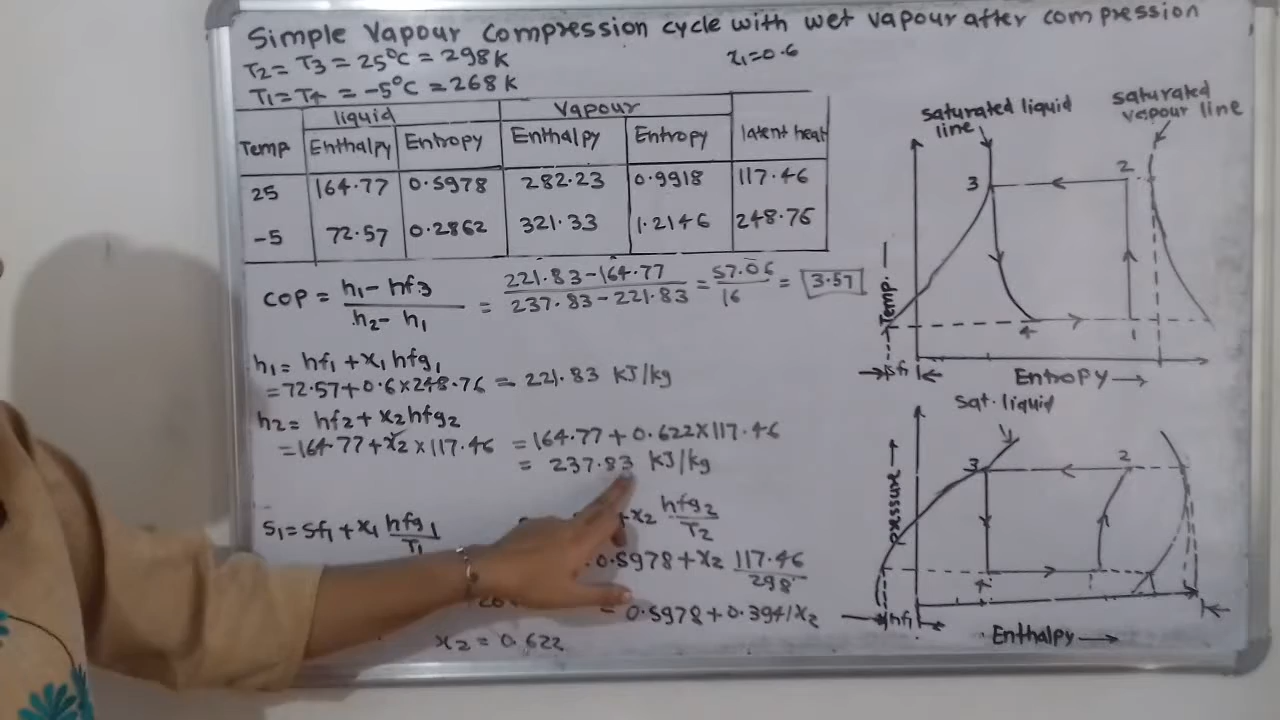 Simple Vapour Compression cycle with wet vapour after compression
T2 = T3 = 25°C = 298K
x1=0.6
T1=T4 = -5°C = 268K
liquid Vapour
Temp Enthalpy Entropy Enthalpy Entropy latent heat
25 164.77 0.5978 282.23 0.9918 117.46
-5 72.57 0.2862 321.33 1.2146 248.76
COP = h1 - hf3 / h2 - h1 = 221.83-164.77 / 237.83-221.83 = 57.06 / 16 = 3.57
h1 = hf1 + x1 hfg1
= 72.57+0.6×248.76 = 221.83 KJ/kg
h2 = hf2 + x2 hfg2
= 164.77 + x2 × 117.46 = 164.77 + 0.622×117.46
= 237.83 KJ/kg
S1 = Sf1 + x1 hfg1 / T1
+x2 hfg2 / T2
0.5978 + x2 117.46 / 298
= 0.5978 + 0.3941x2
x2 = 0.622
saturated liquid line
saturated vapour line
3
2
Temp.
4
1
Sf1
Entropy
Sat. liquid
3
2
Pressure
4
1
hf1
Enthalpy